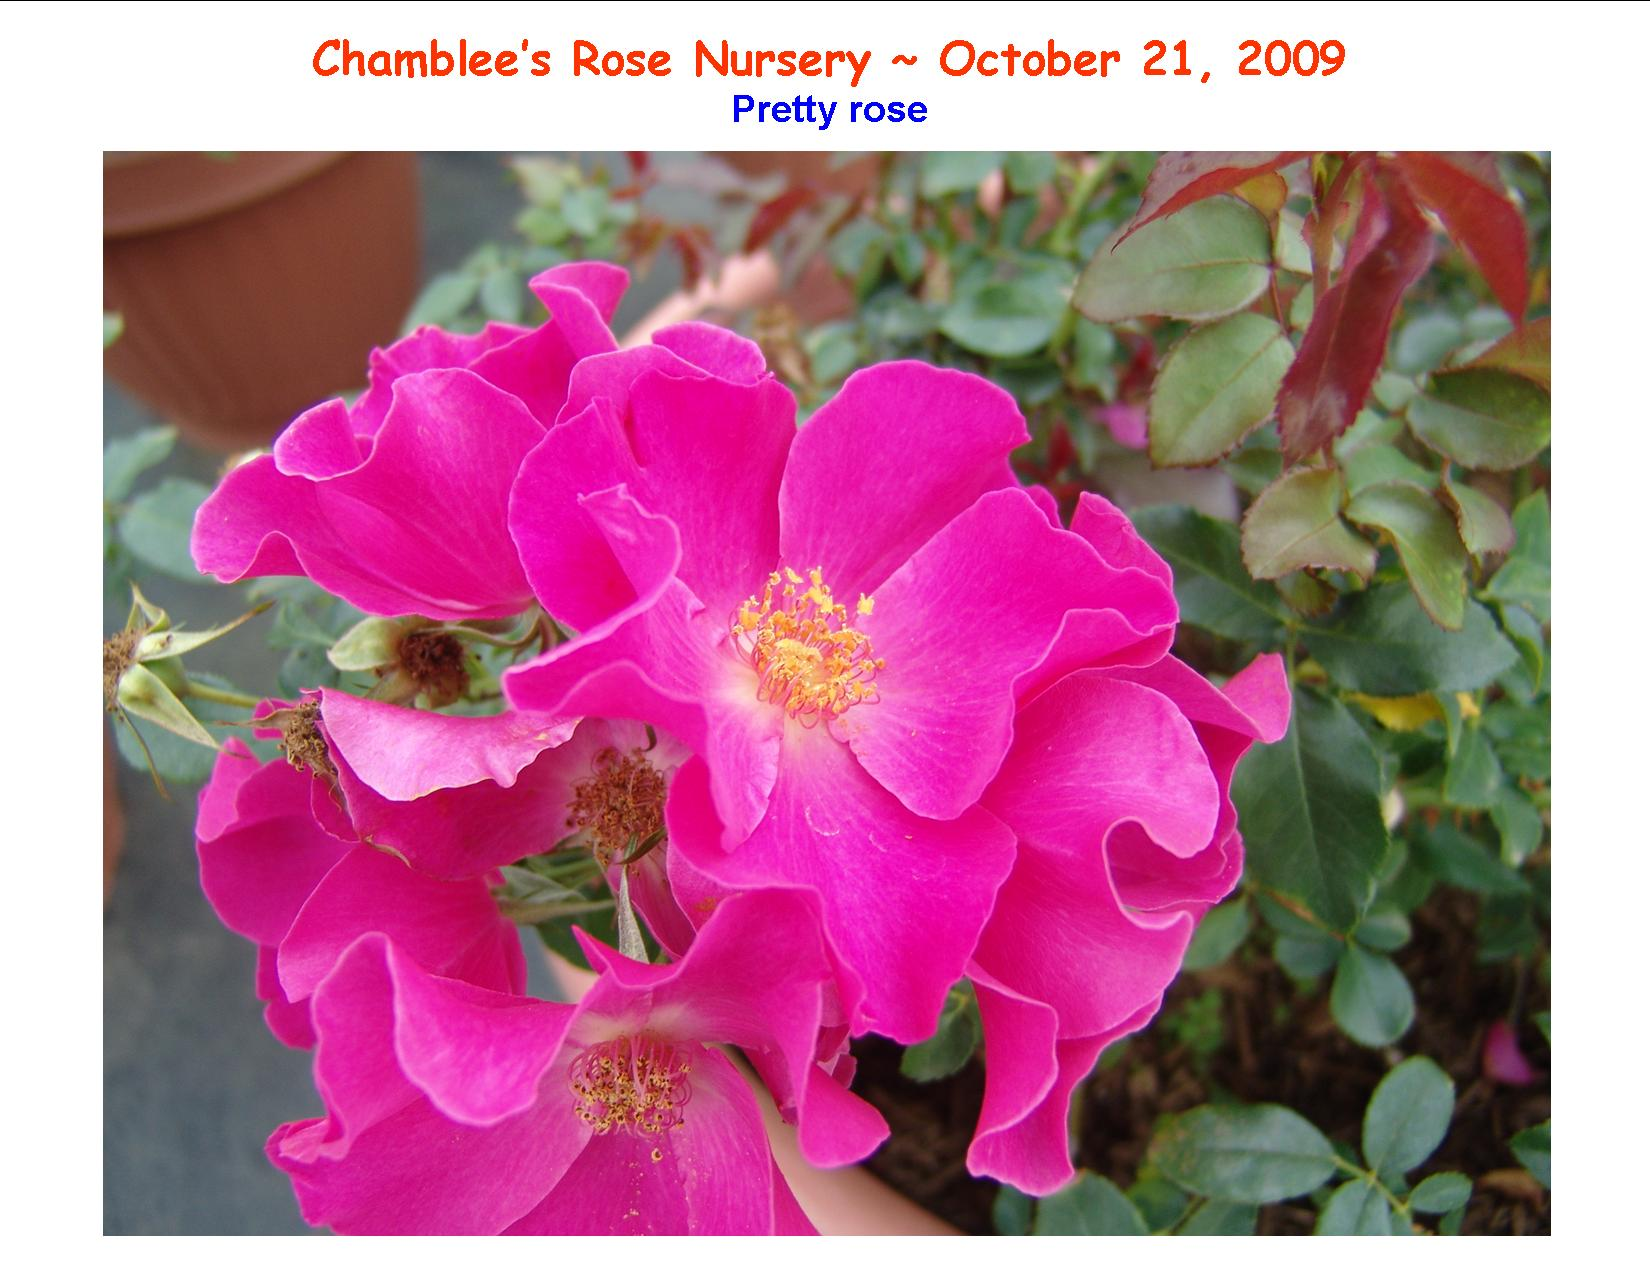 Chamblee's Rose Nursery ~ October 21, 2009
Pretty rose